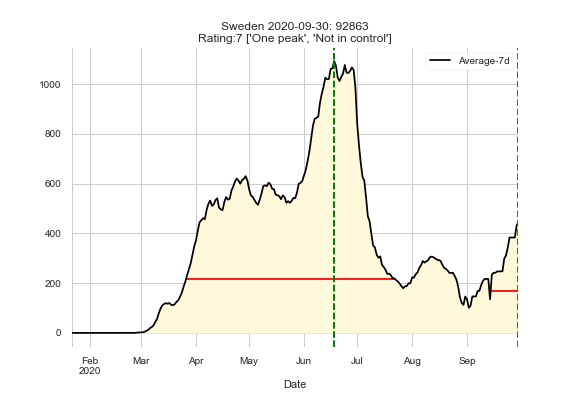 Sweden 2020-09-30: 92863
Rating:7 ['One peak', 'Not in control']
Average-7d
1000
800
600
400
200
0
Feb Mar Apr May Jun Jul Aug Sep
2020
Date